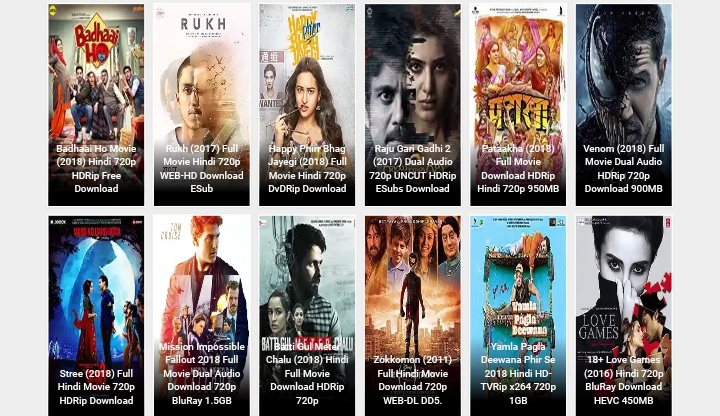 Badhaai
Ho
Badhaai Ho Movie
(2018) Hindi 720p
HDRip Free
Download
RUKH
Rukh (2017) Full
Movie Hindi 720p
WEB-HD Download
ESub
HAPPY
Phirr
BHAG
JAYEGI
WANTED
Happy Phirr Bhag
Jayegi (2018) Full
Movie Hindi 720p
DvDRip Download
Raju Gari Gadhi 2
(2017) Dual Audio
720p UNCUT HDRip
ESubs Download
पटाखा
Pataakha (2018)
Full Movie
Download HDRip
Hindi 720p 950MB
Venom (2018) Full
Movie Dual Audio
HDRip 720p
Download 900MB
Stree (2018) Full
Hindi Movie 720p
HDRip Download
TOM
CRUISE
Mission Impossible
Fallout 2018 Full
Movie Dual Audio
Download 720p
BluRay 1.5GB
Batti Gul Meter
Chalu (2018) Hindi
Full Movie
Download HDRip
720p
Zokkomon (2011)
Full Hindi Movie
Download 720p
WEB-DL DD5.
Yamla
Pagla
Deewana
Yamla Pagla
Deewana Phir Se
2018 Hindi HD-
TVRip x264 720p
1GB
LOVE
GAMES
18+ Love Games
(2016) Hindi 720p
BluRay Download
HEVC 450MB